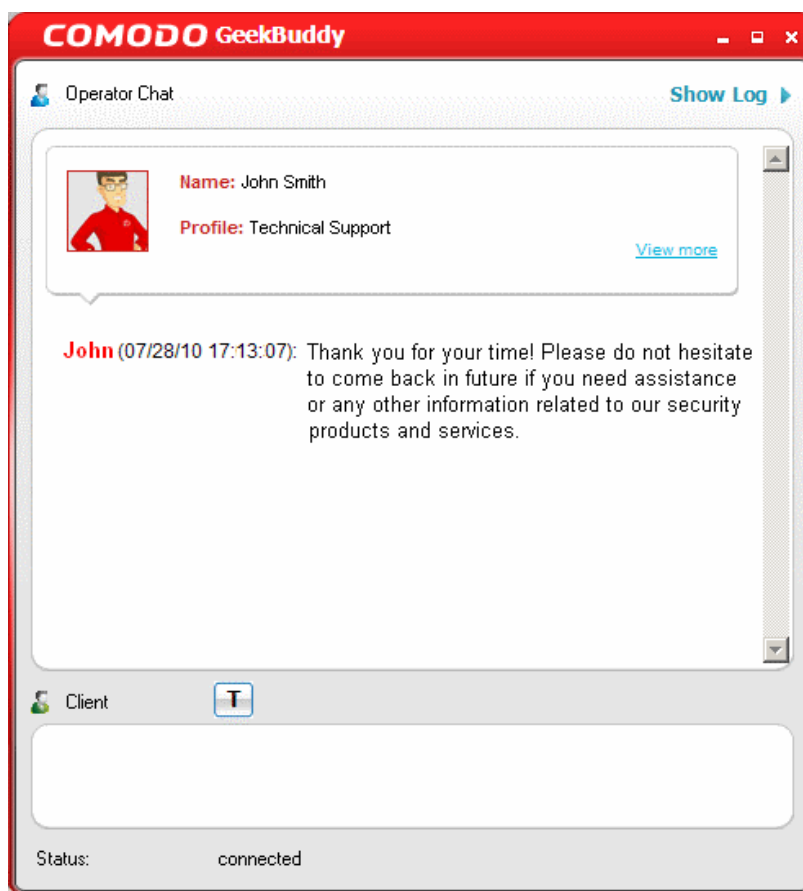 COMODO GeekBuddy
Operator Chat
Show Log
Name: John Smith
Profile: Technical Support
View more
John (07/28/10 17:13:07): Thank you for your time! Please do not hesitate
to come back in future if you need assistance
or any other information related to our security
products and services.
Client
T
Status: connected